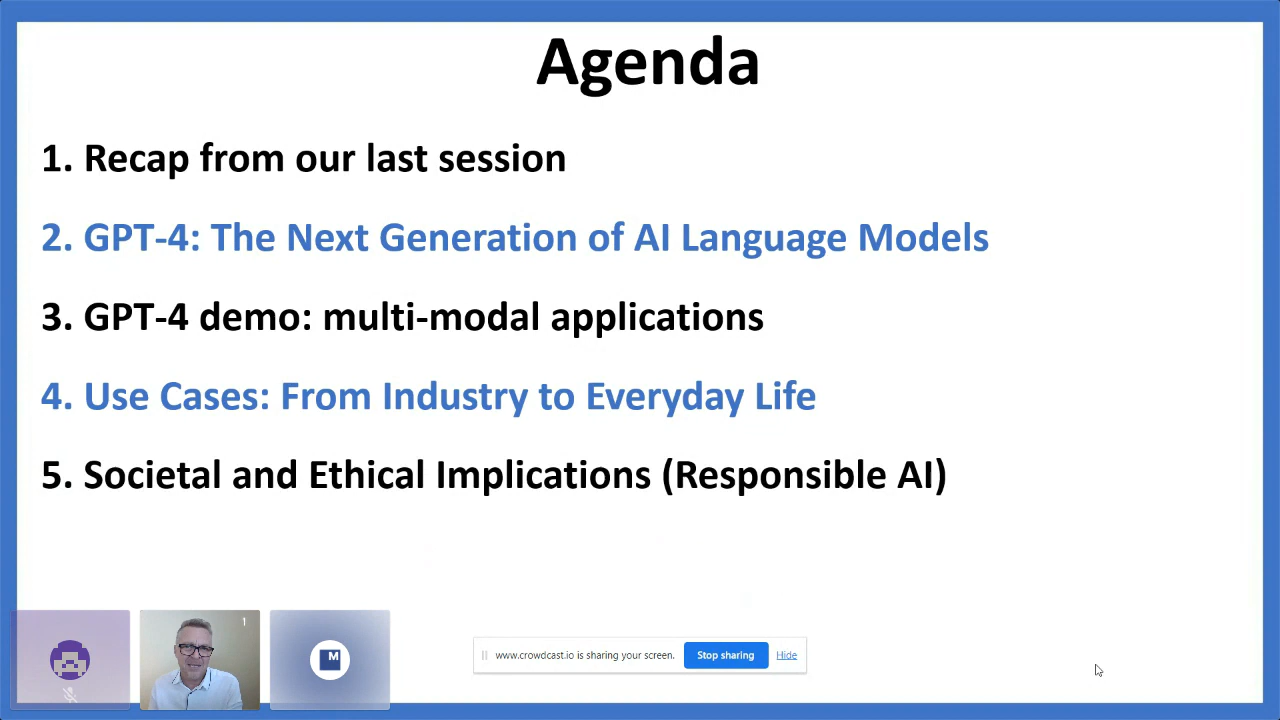 Agenda
1. Recap from our last session
2. GPT-4: The Next Generation of AI Language Models
3. GPT-4 demo: multi-modal applications
4. Use Cases: From Industry to Everyday Life
5. Societal and Ethical Implications (Responsible AI)
1
M
www.crowdcast.io is sharing your screen. Stop sharing Hide